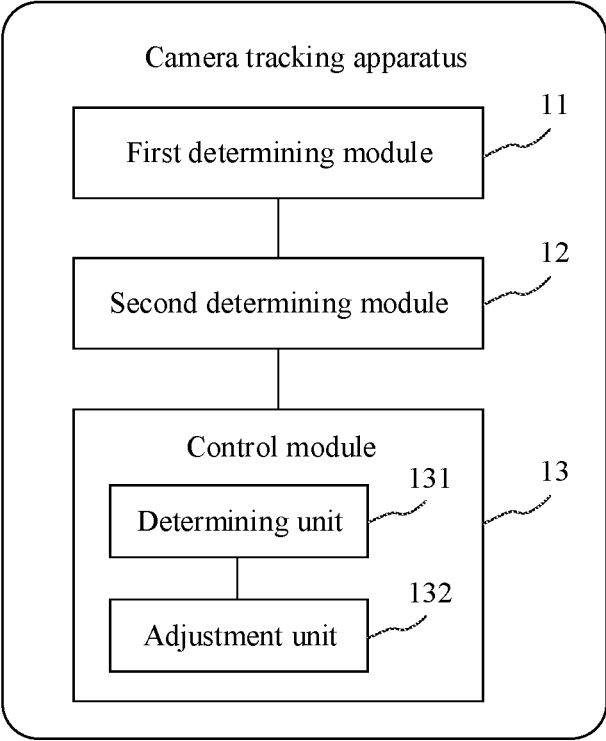 Camera tracking apparatus
11
First determining module
12
Second determining module
Control module
13
131
Determining unit
132
Adjustment unit